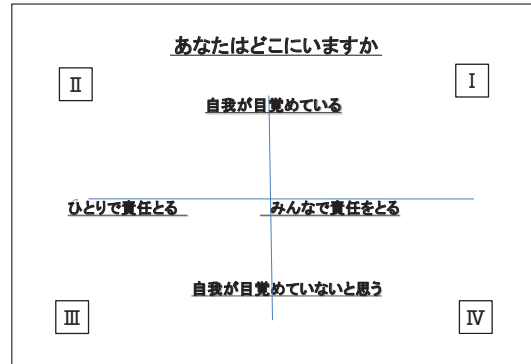 あなたはどこにいますか
Ⅱ
Ⅰ
自我が目覚めている
ひとりで責任とる
みんなで責任をとる
自我が目覚めていないと思う
Ⅲ
Ⅳ